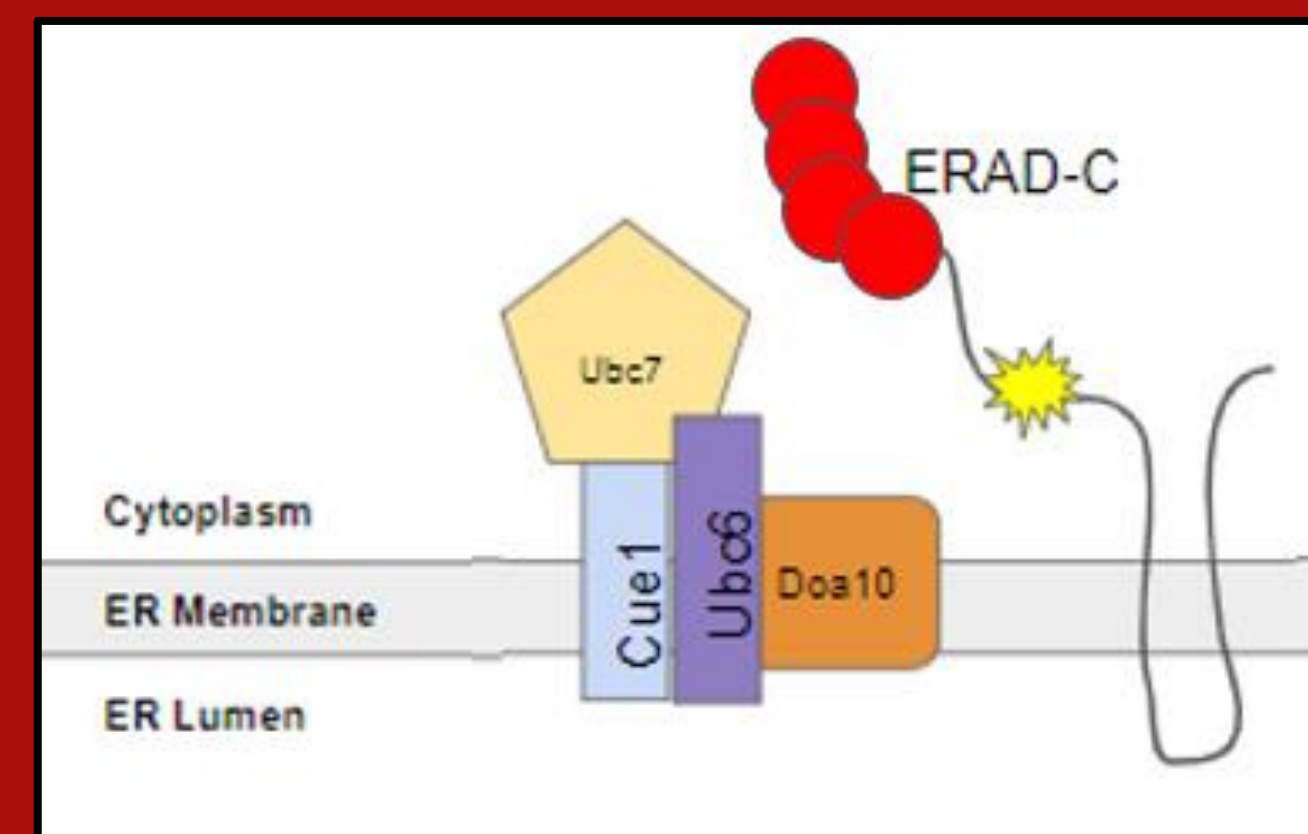 ERAD-C
Ubc7
Cytoplasm
Cue1
Ubc6
Doa10
ER Membrane
ER Lumen